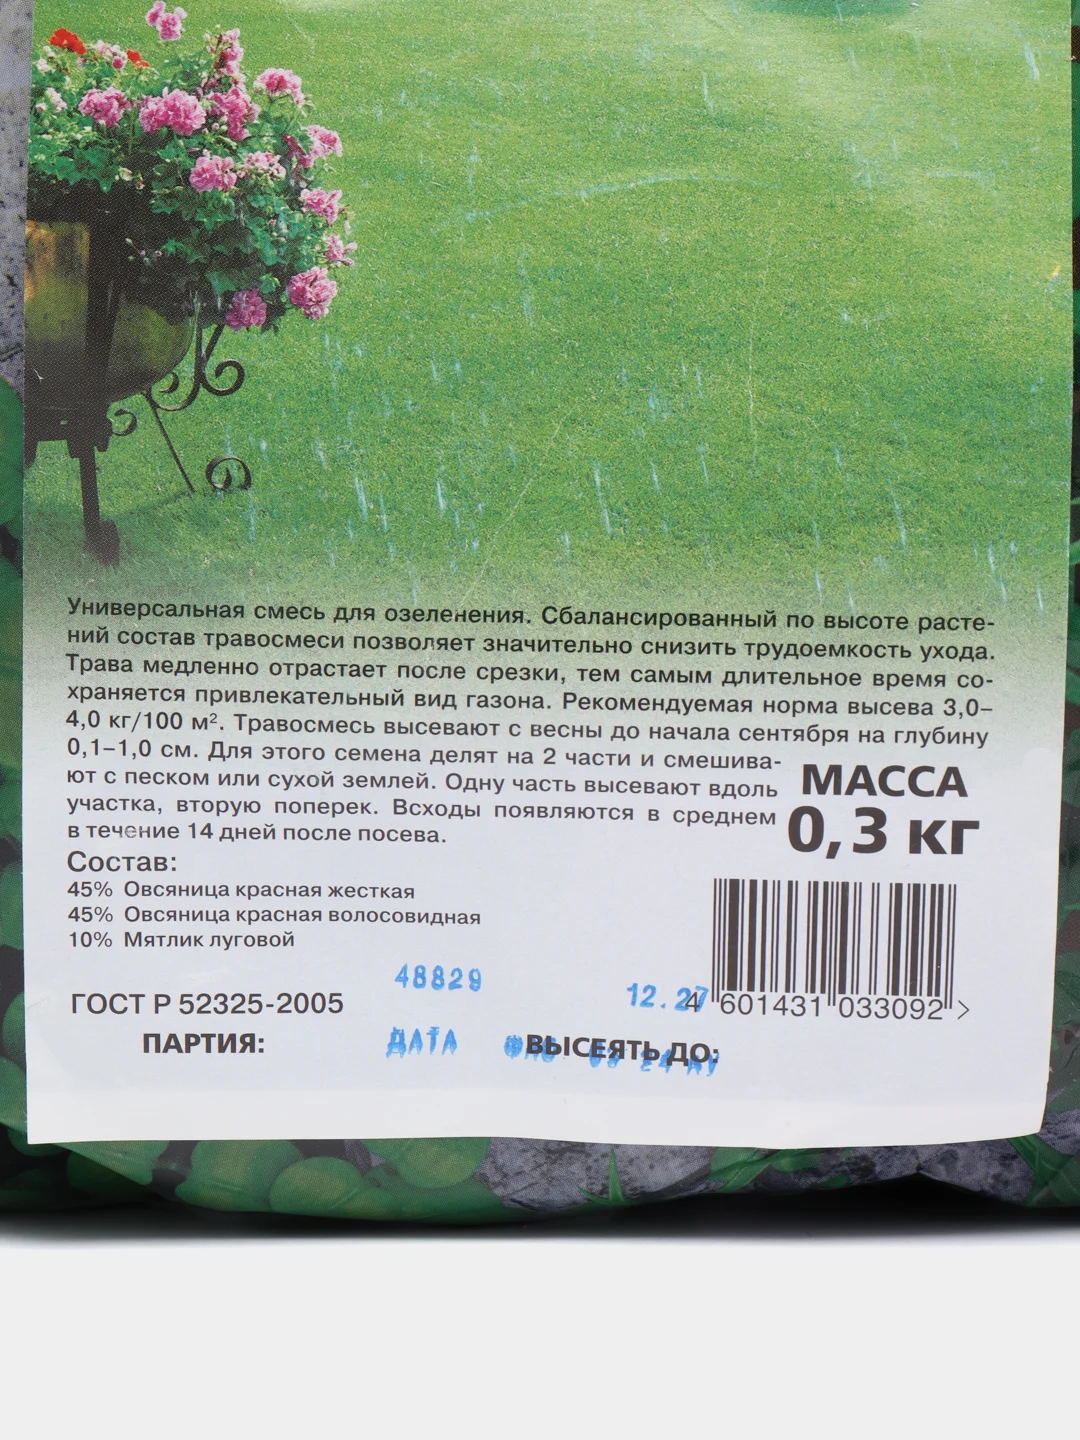 Универсальная смесь для озеленения. Сбалансированный по высоте расте-
ний состав травосмеси позволяет значительно снизить трудоемкость ухода.
Трава медленно отрастает после срезки, тем самым длительное время со-
храняется привлекательный вид газона. Рекомендуемая норма высева 3,0–
4,0 кг/100 м². Травосмесь высевают с весны до начала сентября на глубину
0,1–1,0 см. Для этого семена делят на 2 части и смешива-
ют с песком или сухой землей. Одну часть высевают вдоль
участка, вторую поперек. Всходы появляются в среднем
в течение 14 дней после посева.
МАССА
0,3 кг
Состав:
45% Овсяница красная жесткая
45% Овсяница красная волосовидная
10% Мятлик луговой
48829
12.27
4 601431 033092 >
ГОСТ Р 52325-2005
ПАРТИЯ:
ДАТА
ВЫСЕЯТЬ ДО: